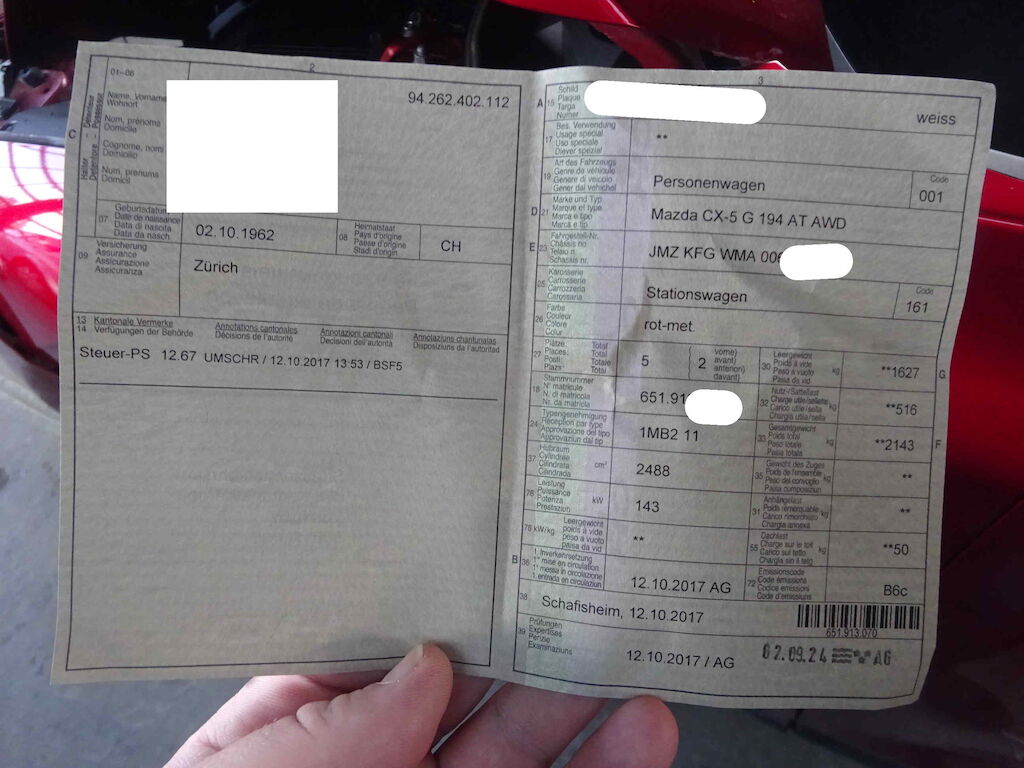 2
01–06
Name, Vorname
Wohnort
Num, prénoms
Domicile
Cognome, nomi
Domicilio
Num, prenums
Domicil
C
94.262.402.112
07
Geburtsdatum
Date de naissance
Data di nascita
Data da nasch.
02.10.1962
08
Heimatstaat
Pays d'origine
Paese d'origine
Stadi d'origin
CH
09
Versicherung
Assurance
Assicurazione
Assicuranza
Zürich
13
14
Kantonale Vermerke
Verfügungen der Behörde
Annotations cantonales
Décisions de l'autorité
Annotazioni cantonali
Decisioni dell'autorità
Annotaziuns chantunalas
Disposiziuns da l'autoritad
Steuer-PS 12.67 UMSCHR / 12.10.2017 13:53 / BSF5
3
A
15
Schild
Plaque
Targa
Numer
weiss
17
Bes. Verwendung
Usage spécial
Uso speciale
Diever spezial
**
19
Art des Fahrzeugs
Genre de véhicule
Genere di veicolo
Gener dal vehichel
Personenwagen
Code
001
D
21
Marke und Typ
Marque et type
Marca e tipo
Marca e tip
Mazda CX-5 G 194 AT AWD
E
23
Fahrgestell-Nr.
Châssis no
Telaio n.
Schassis nr.
JMZ KFG WMA 00
25
Karosserie
Carrosserie
Carrozzeria
Carossaria
Stationswagen
Code
161
26
Farbe
Couleur
Colore
Colur
rot-met.
27
Plätze: Total
Places: Total
Posti: Totale
Plazs: Total
5
( 2
vorne)
avant)
anteriori)
davant)
30
Leergewicht
Poids à vide
Peso a vuoto
Paisa da vid
kg
**1627
G
18
Stammnummer
N° matricule
N. di matricola
Nr. da matricla
651.91
32
Nutz-/Sattellast
Charge utile/sellette
Carico utile/sella
Chargia utila/sella
kg
**516
24
Typengenehmigung
Réception par type
Approvazione del tipo
Approvaziun dal tip
1MB2 11
33
Gesamtgewicht
Poids total
Peso totale
Paisa totala
kg
**2143
F
37
Hubraum
Cylindrée
Cilindrata
Cilindrada
cm³
2488
35
Gewicht des Zuges
Poids de l'ensemble
Peso del convoglio
Paisa cumposiziun
kg
**
76
Leistung
Puissance
Potenza
Prestaziun
kW
143
31
Anhängelast
Poids remorquable
Carico rimorchiato
Chargia annexa
kg
**
78
kW/kg
Leergewicht
poids à vide
peso a vuoto
paisa da vid
**
55
Dachlast
Charge sur le toit
Carico sul tetto
Chargia sin il tetg
kg
**50
B
36
1. Inverkehrsetzung
1re mise en circulation
1a messa in circolazione
1. entrada en circulaziun
12.10.2017 AG
72
Emissionscode
Code émissions
Codice emissioni
Code d'emissiuns
B6c
38
Schafisheim, 12.10.2017
651.913.070
39
Prüfungen
Expertises
Perizie
Examinaziuns
12.10.2017 / AG
02.09.24
AG